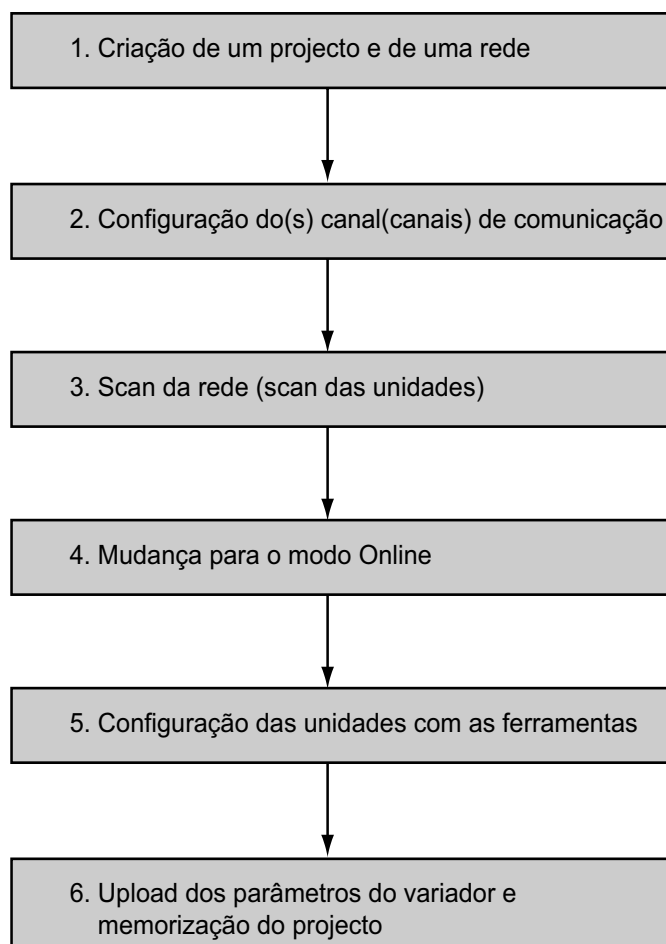 1. Criação de um projecto e de uma rede
2. Configuração do(s) canal(canais) de comunicação
3. Scan da rede (scan das unidades)
4. Mudança para o modo Online
5. Configuração das unidades com as ferramentas
6. Upload dos parâmetros do variador e
memorização do projecto